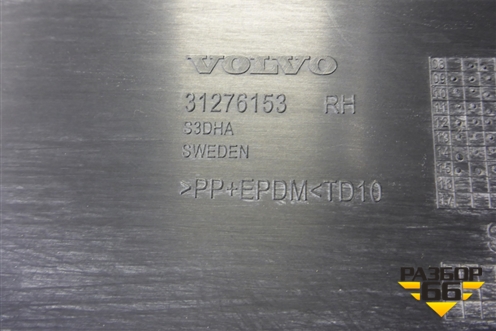 VOLVO
31276153 RH
S3DHA
SWEDEN
>PP+EPDM<TD10
РАЗБОР
66